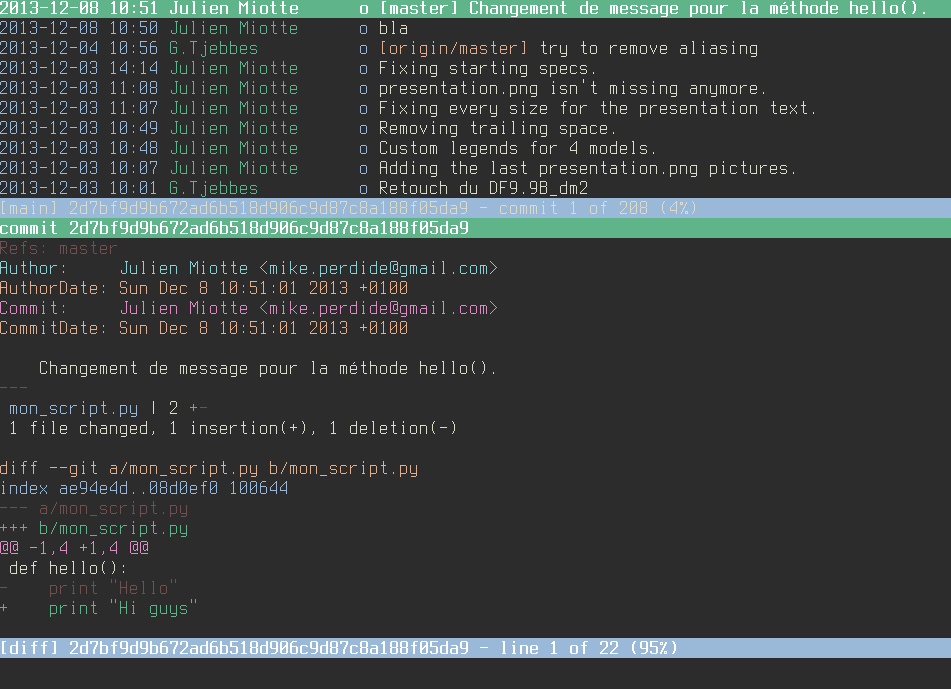 2013-12-08 10:51 Julien Miotte      o [master] Changement de message pour la méthode hello().
2013-12-08 10:50 Julien Miotte      o bla
2013-12-04 10:56 G.Tjebbes          o [origin/master] try to remove aliasing
2013-12-03 14:14 Julien Miotte      o Fixing starting specs.
2013-12-03 11:08 Julien Miotte      o presentation.png isn't missing anymore.
2013-12-03 11:07 Julien Miotte      o Fixing every size for the presentation text.
2013-12-03 10:49 Julien Miotte      o Removing trailing space.
2013-12-03 10:48 Julien Miotte      o Custom legends for 4 models.
2013-12-03 10:07 Julien Miotte      o Adding the last presentation.png pictures.
2013-12-03 10:01 G.Tjebbes          o Retouch du DF9.9B_dm2
[main] 2d7bf9d9b672ad6b518d906c9d87c8a188f05da9 - commit 1 of 208 (4%)
commit 2d7bf9d9b672ad6b518d906c9d87c8a188f05da9
Refs: master
Author:     Julien Miotte <mike.perdide@gmail.com>
AuthorDate: Sun Dec 8 10:51:01 2013 +0100
Commit:     Julien Miotte <mike.perdide@gmail.com>
CommitDate: Sun Dec 8 10:51:01 2013 +0100

    Changement de message pour la méthode hello().
---
 mon_script.py | 2 +-
 1 file changed, 1 insertion(+), 1 deletion(-)

diff --git a/mon_script.py b/mon_script.py
index ae94e4d..08d0ef0 100644
--- a/mon_script.py
+++ b/mon_script.py
@@ -1,4 +1,4 @@
 def hello():
-    print "Hello"
+    print "Hi guys"

[diff] 2d7bf9d9b672ad6b518d906c9d87c8a188f05da9 - line 1 of 22 (95%)